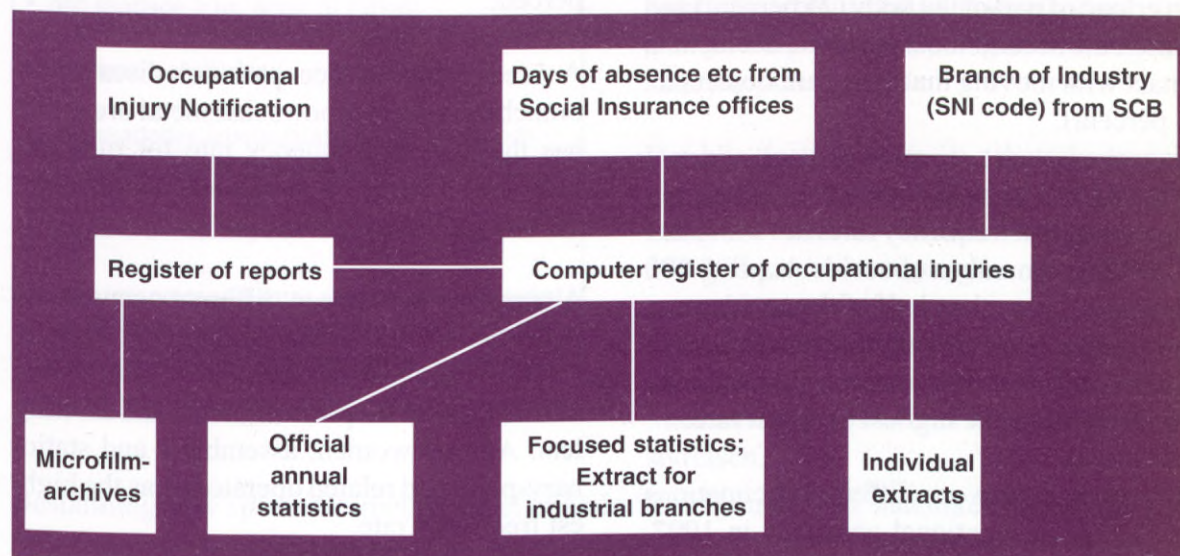 Occupational
Injury Notification
Days of absence etc from
Social Insurance offices
Branch of Industry
(SNI code) from SCB
Register of reports
Computer register of occupational injuries
Microfilm-
archives
Official
annual
statistics
Focused statistics;
Extract for
industrial branches
Individual
extracts